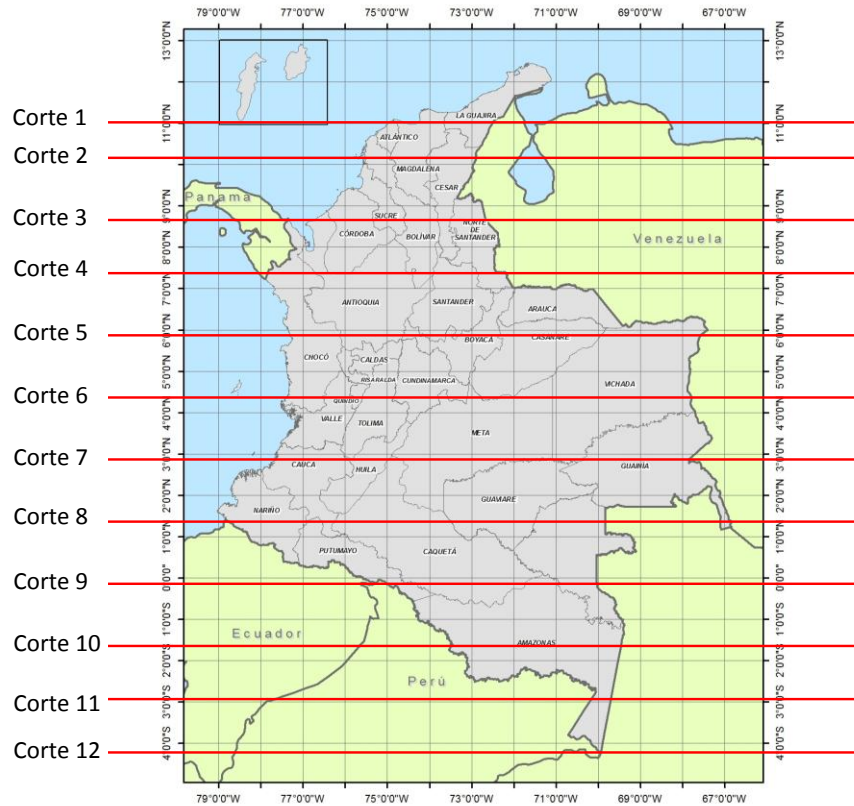 79°0'0"W 77°0'0"W 75°0'0"W 73°0'0"W 71°0'0"W 69°0'0"W 67°0'0"W
13°0'0"N 13°0'0"N
Corte 1
11°0'0"N 11°0'0"N
LA GUAJIRA
ATLÁNTICO
Corte 2
MAGDALENA
CESAR
Panamá
Corte 3
9°0'0"N 9°0'0"N
SUCRE
NORTE
DE
SANTANDER
CÓRDOBA
BOLÍVAR
Venezuela
8°0'0"N 8°0'0"N
Corte 4
7°0'0"N 7°0'0"N
ANTIOQUIA
SANTANDER
ARAUCA
Corte 5
6°0'0"N 6°0'0"N
BOYACÁ
CASANARE
CHOCÓ
CALDAS
5°0'0"N 5°0'0"N
RISARALDA
CUNDINAMARCA
VICHADA
Corte 6
QUINDÍO
4°0'0"N 4°0'0"N
VALLE
TOLIMA
META
Corte 7
3°0'0"N 3°0'0"N
CAUCA
HUILA
GUAINÍA
2°0'0"N 2°0'0"N
GUAVIARE
Corte 8
NARIÑO
1°0'0"N 1°0'0"N
PUTUMAYO
CAQUETÁ
Corte 9
0°0'0" 0°0'0"
1°0'0"S 1°0'0"S
Ecuador
Corte 10
AMAZONAS
2°0'0"S 2°0'0"S
Perú
Corte 11
3°0'0"S 3°0'0"S
Corte 12
4°0'0"S 4°0'0"S
79°0'0"W 77°0'0"W 75°0'0"W 73°0'0"W 71°0'0"W 69°0'0"W 67°0'0"W